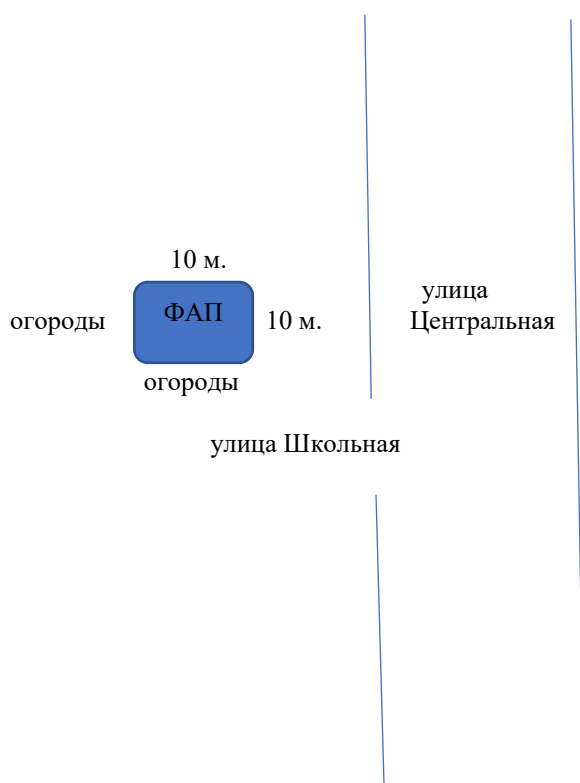 10 м.
улица
огороды
ФАП
10 м.
Центральная
огороды
улица Школьная